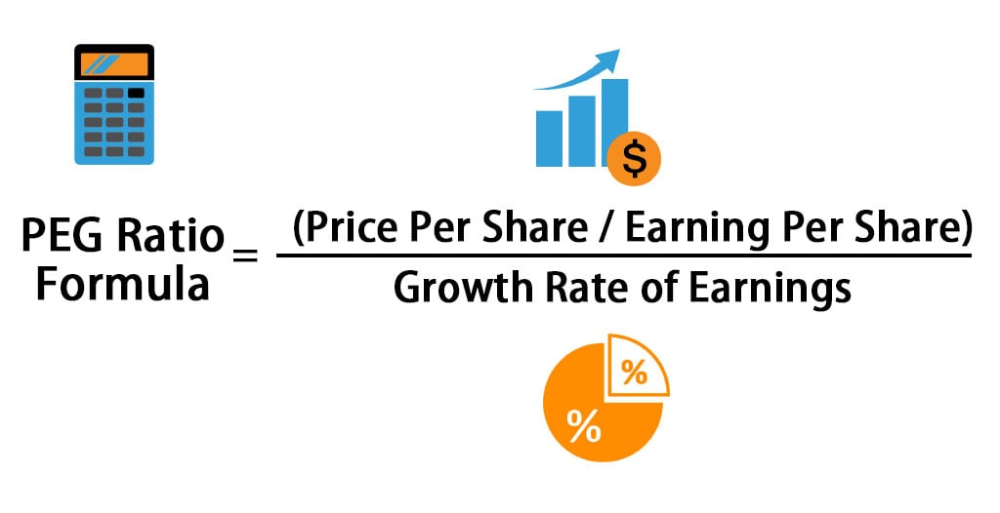 $
PEG Ratio
Formula
=
(Price Per Share / Earning Per Share)
Growth Rate of Earnings
%
%